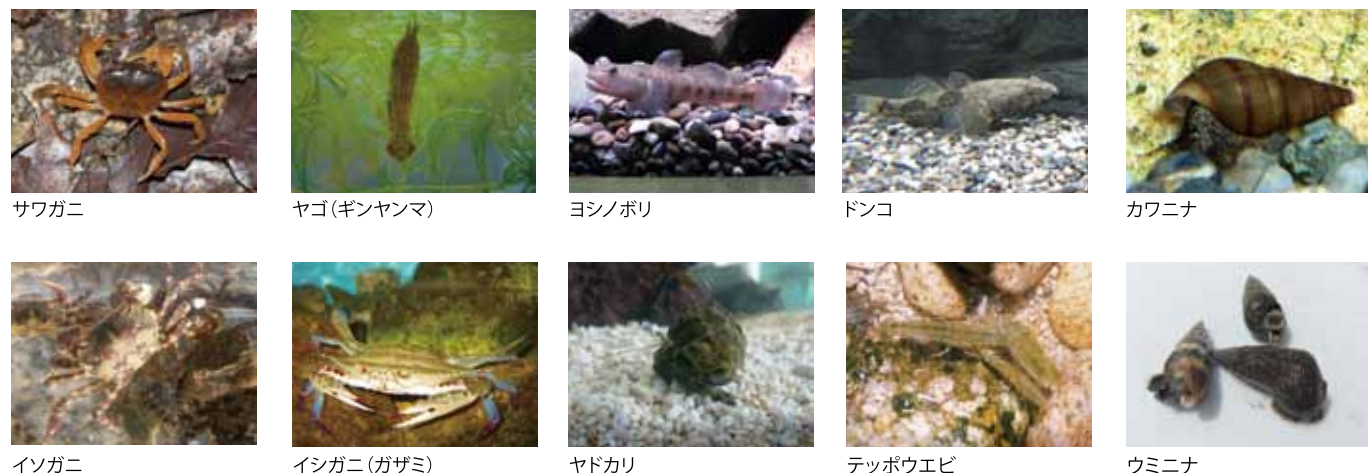 サワガニ
ヤゴ(ギンヤンマ)
ヨシノボリ
ドンコ
カワニナ
イソガニ
イシガニ(ガザミ)
ヤドカリ
テッポウエビ
ウミニナ